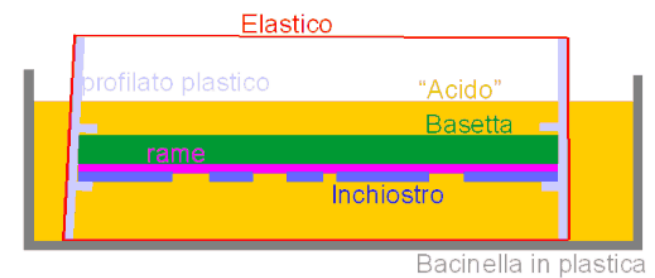 Elastico
profilato plastico
“Acido”
Basetta
rame
Inchiostro
Bacinella in plastica